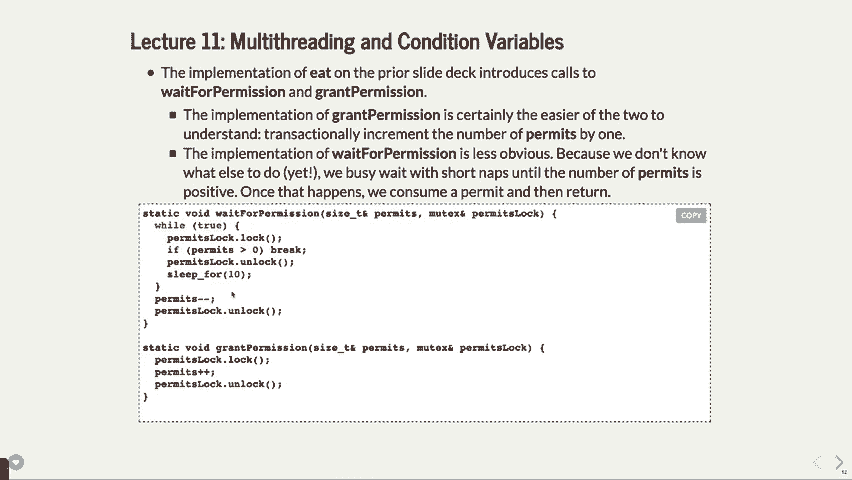 Lecture 11: Multithreading and Condition Variables
The implementation of eat on the prior slide deck introduces calls to
waitForPermission and grantPermission.
The implementation of grantPermission is certainly the easier of the two to
understand: transactionally increment the number of permits by one.
The implementation of waitForPermission is less obvious. Because we don't know
what else to do (yet!), we busy wait with short naps until the number of permits is
positive. Once that happens, we consume a permit and then return.
COPY
static void waitForPermission(size_t& permits, mutex& permitsLock) {
while (true) {
permitsLock.lock();
if (permits > 0) break;
permitsLock.unlock();
sleep_for(10);
}
permits--;
permitsLock.unlock();
}
static void grantPermission(size_t& permits, mutex& permitsLock) {
permitsLock.lock();
permits++;
permitsLock.unlock();
}